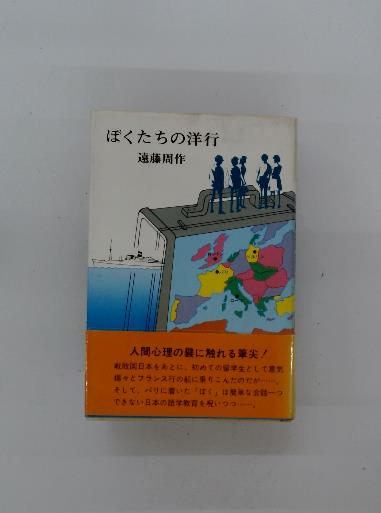 ぼくたちの洋行
遠藤周作
パリ
人間心理の襞に触れる筆尖!
戦敗国日本をあとに、初めての留学生として意気
揚々とフランス行の船に乗りこんだのだが……。
そして、パリに着いた「ぼく」は簡単な会話一つ
できない日本の語学教育を呪いつつ……。